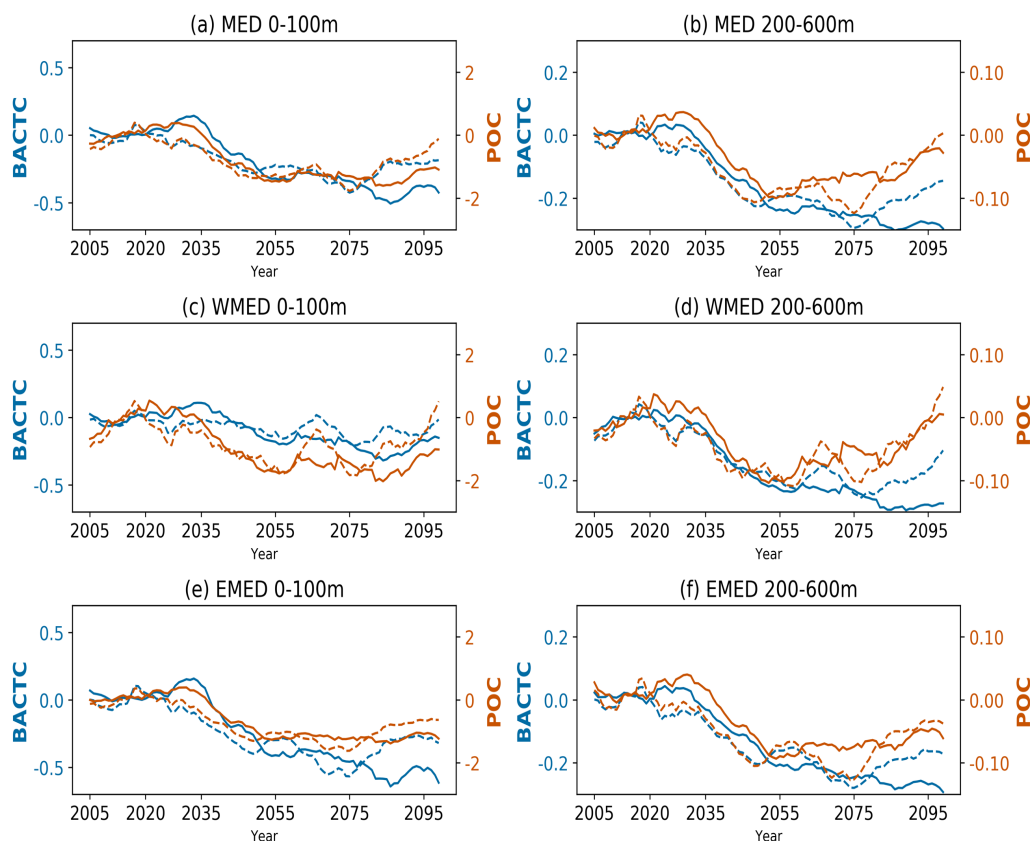 (a) MED 0-100m
0.5
0.0
-0.5
BACTC
2
0
-2
POC
2005 2020 2035 2055 2075 2095
Year
(b) MED 200-600m
0.2
0.0
-0.2
BACTC
0.10
0.05
0.00
-0.10
POC
2005 2020 2035 2055 2075 2095
Year
(c) WMED 0-100m
0.5
0.0
-0.5
BACTC
2
0
-2
POC
2005 2020 2035 2055 2075 2095
Year
(d) WMED 200-600m
0.2
0.0
-0.2
BACTC
0.10
0.00
-0.10
POC
2005 2020 2035 2055 2075 2095
Year
(e) EMED 0-100m
0.5
0.0
-0.5
BACTC
2
0
-2
POC
2005 2020 2035 2055 2075 2095
Year
(f) EMED 200-600m
0.2
0.0
-0.2
BACTC
0.10
0.00
-0.10
POC
2005 2020 2035 2055 2075 2095
Year